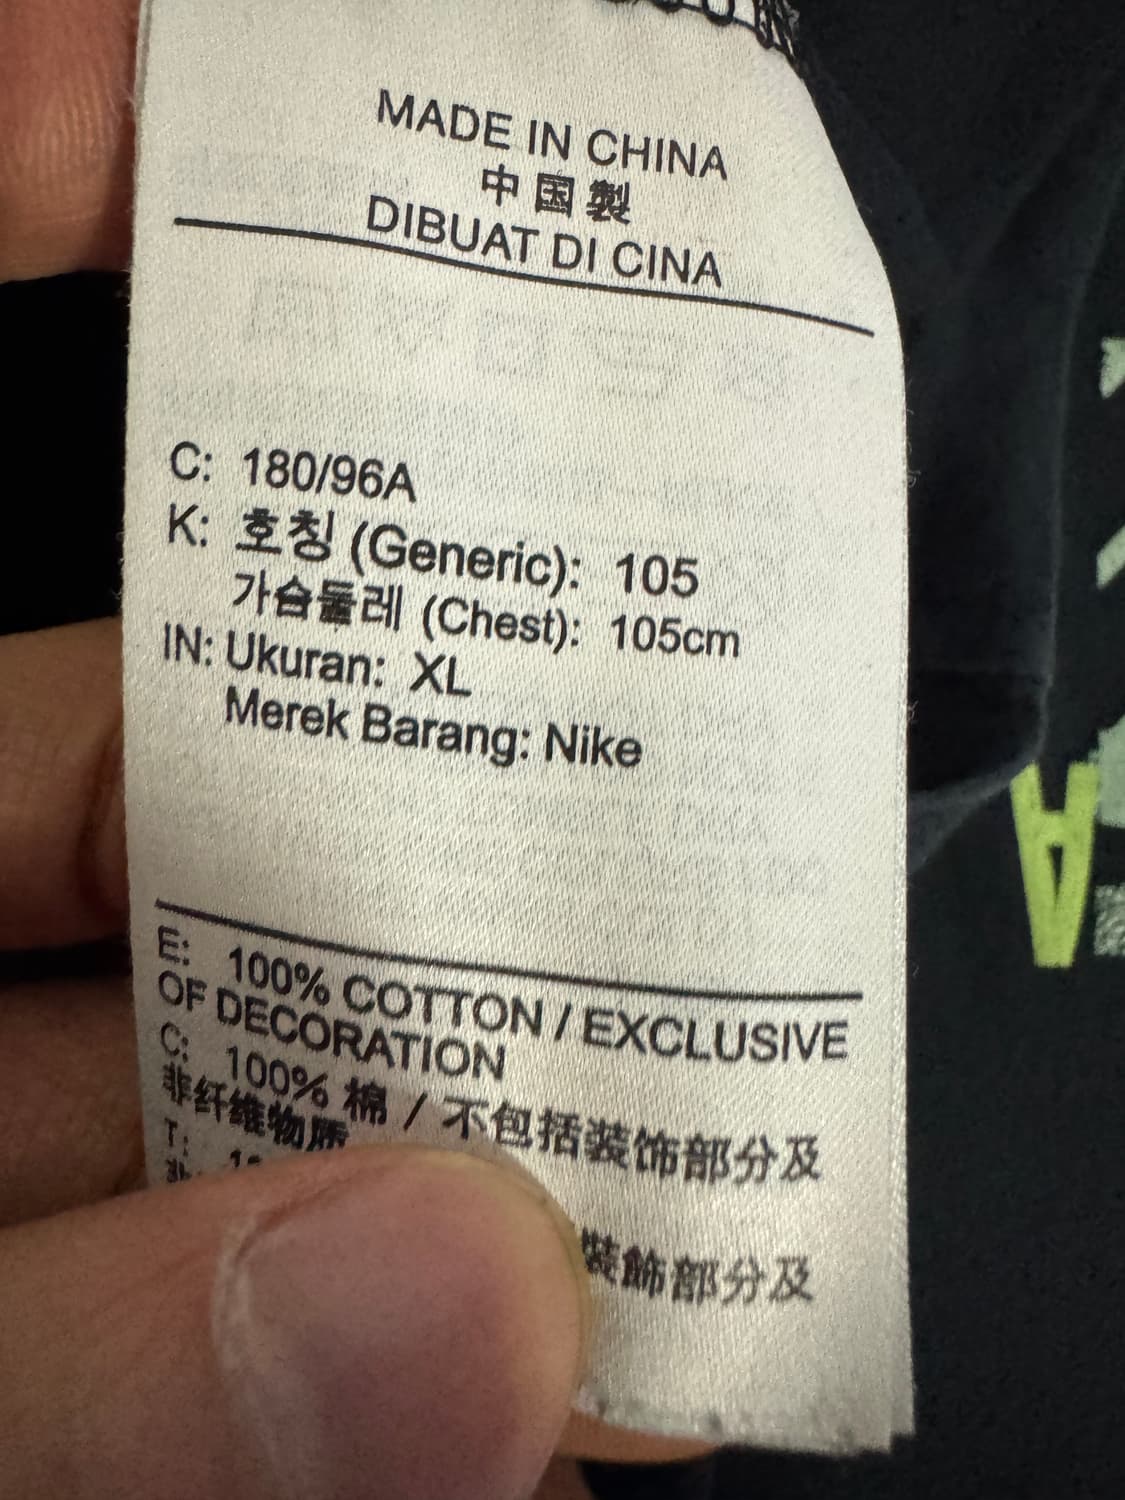 MADE IN CHINA
中国製
DIBUAT DI CINA
C: 180/96A
K: 호칭 (Generic): 105
가슴둘레 (Chest): 105cm
IN: Ukuran: XL
Merek Barang: Nike
E: 100% COTTON / EXCLUSIVE
OF DECORATION
C: 100% 棉 / 不包括装饰部分及
非纤维物质
T:
裝飾部分及
A